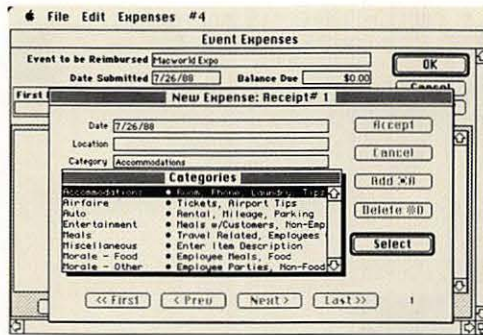 File Edit Expenses #4
Event Expenses
Event to be Reimbursed Macworld Expo
OK
Date Submitted 7/26/88 Balance Due $0.00
Cancel
First
New Expense: Receipt# 1
Date 7/26/88
Accept
Location
Cancel
Category Accommodations
Categories
Add ⌘A
Accommodations • Room, Phone, Laundry, Tips
Airfaire • Tickets, Airport Tips
Delete ⌘D
Auto • Rental, Mileage, Parking
Entertainment • Meals w/Customers, Non-Emp
Meals • Travel Related, Employees
Select
Miscellaneous • Enter Item Description
Morale - Food • Employee Meals, Food
Morale - Other • Employee Parties, Non-Food
<< First < Prev Next > Last >> 1